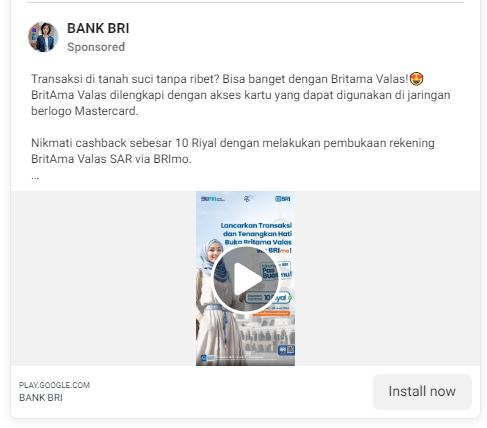 BANK BRI
Sponsored
Transaksi di tanah suci tanpa ribet? Bisa banget dengan Britama Valas!😍
BritAma Valas dilengkapi dengan akses kartu yang dapat digunakan di jaringan
berlogo Mastercard.
Nikmati cashback sebesar 10 Riyal dengan melakukan pembukaan rekening
BritAma Valas SAR via BRImo.
...
BRI
Lancarkan Transaksi
dan Tenangkan Hati
Buka Britama Valas
10 Riyal
PLAY.GOOGLE.COM
BANK BRI
Install now